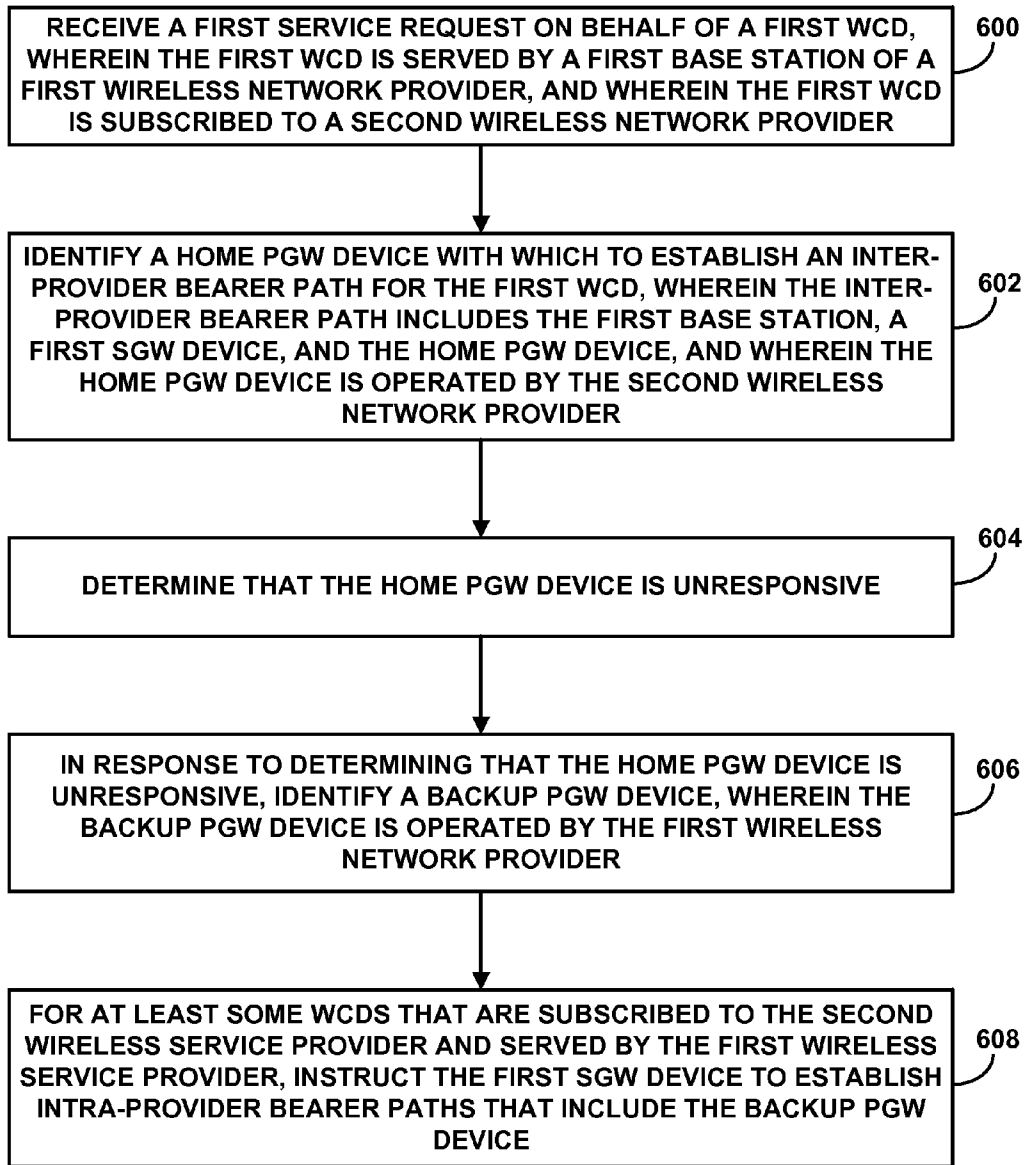 RECEIVE A FIRST SERVICE REQUEST ON BEHALF OF A FIRST WCD,
WHEREIN THE FIRST WCD IS SERVED BY A FIRST BASE STATION OF A
FIRST WIRELESS NETWORK PROVIDER, AND WHEREIN THE FIRST WCD
IS SUBSCRIBED TO A SECOND WIRELESS NETWORK PROVIDER
600
IDENTIFY A HOME PGW DEVICE WITH WHICH TO ESTABLISH AN INTER-
PROVIDER BEARER PATH FOR THE FIRST WCD, WHEREIN THE INTER-
PROVIDER BEARER PATH INCLUDES THE FIRST BASE STATION, A
FIRST SGW DEVICE, AND THE HOME PGW DEVICE, AND WHEREIN THE
HOME PGW DEVICE IS OPERATED BY THE SECOND WIRELESS
NETWORK PROVIDER
602
DETERMINE THAT THE HOME PGW DEVICE IS UNRESPONSIVE
604
IN RESPONSE TO DETERMINING THAT THE HOME PGW DEVICE IS
UNRESPONSIVE, IDENTIFY A BACKUP PGW DEVICE, WHEREIN THE
BACKUP PGW DEVICE IS OPERATED BY THE FIRST WIRELESS
NETWORK PROVIDER
606
FOR AT LEAST SOME WCDS THAT ARE SUBSCRIBED TO THE SECOND
WIRELESS SERVICE PROVIDER AND SERVED BY THE FIRST WIRELESS
SERVICE PROVIDER, INSTRUCT THE FIRST SGW DEVICE TO ESTABLISH
INTRA-PROVIDER BEARER PATHS THAT INCLUDE THE BACKUP PGW
DEVICE
608